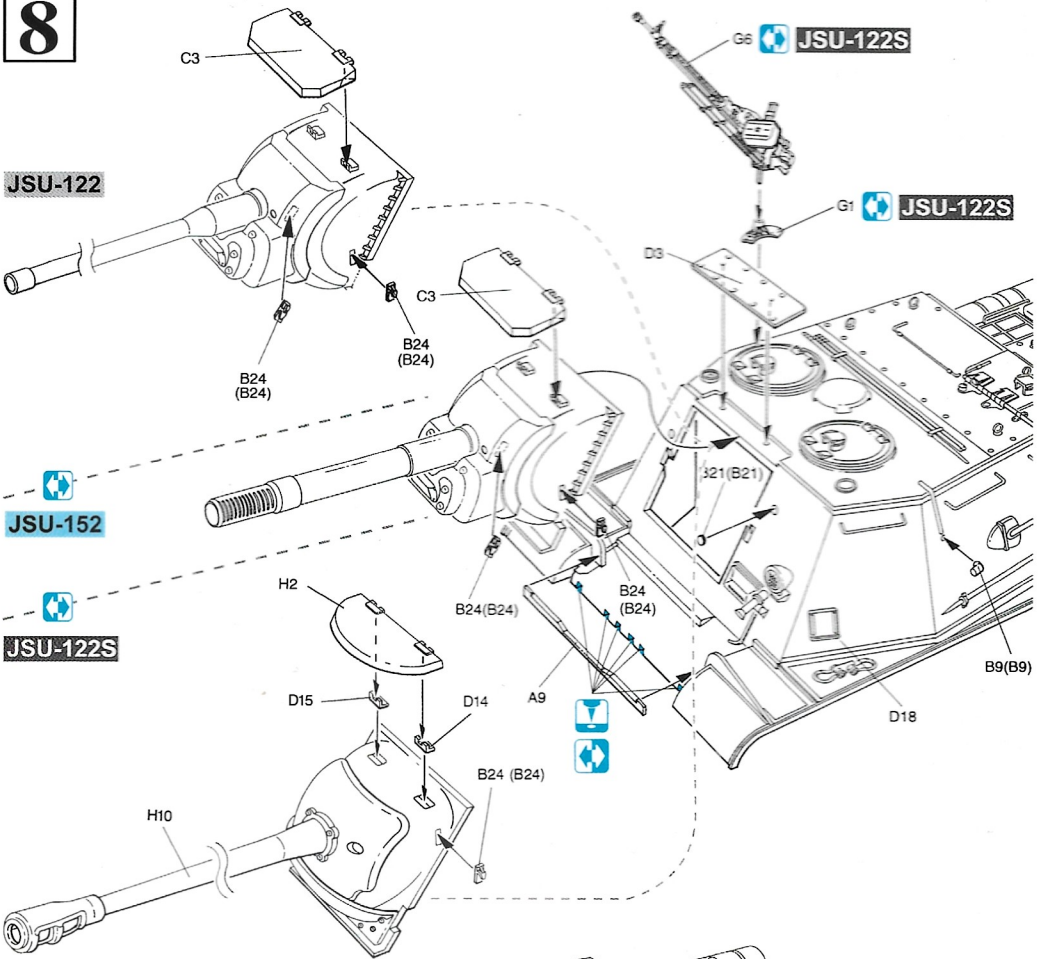 8
C3
G6 JSU-122S
JSU-122
G1 JSU-122S
D3
C3
B24
(B24)
B24
(B24)
JSU-152
B21(B21)
B24(B24)
B24
(B24)
H2
JSU-122S
B9(B9)
D15
D14
A9
D18
B24 (B24)
H10